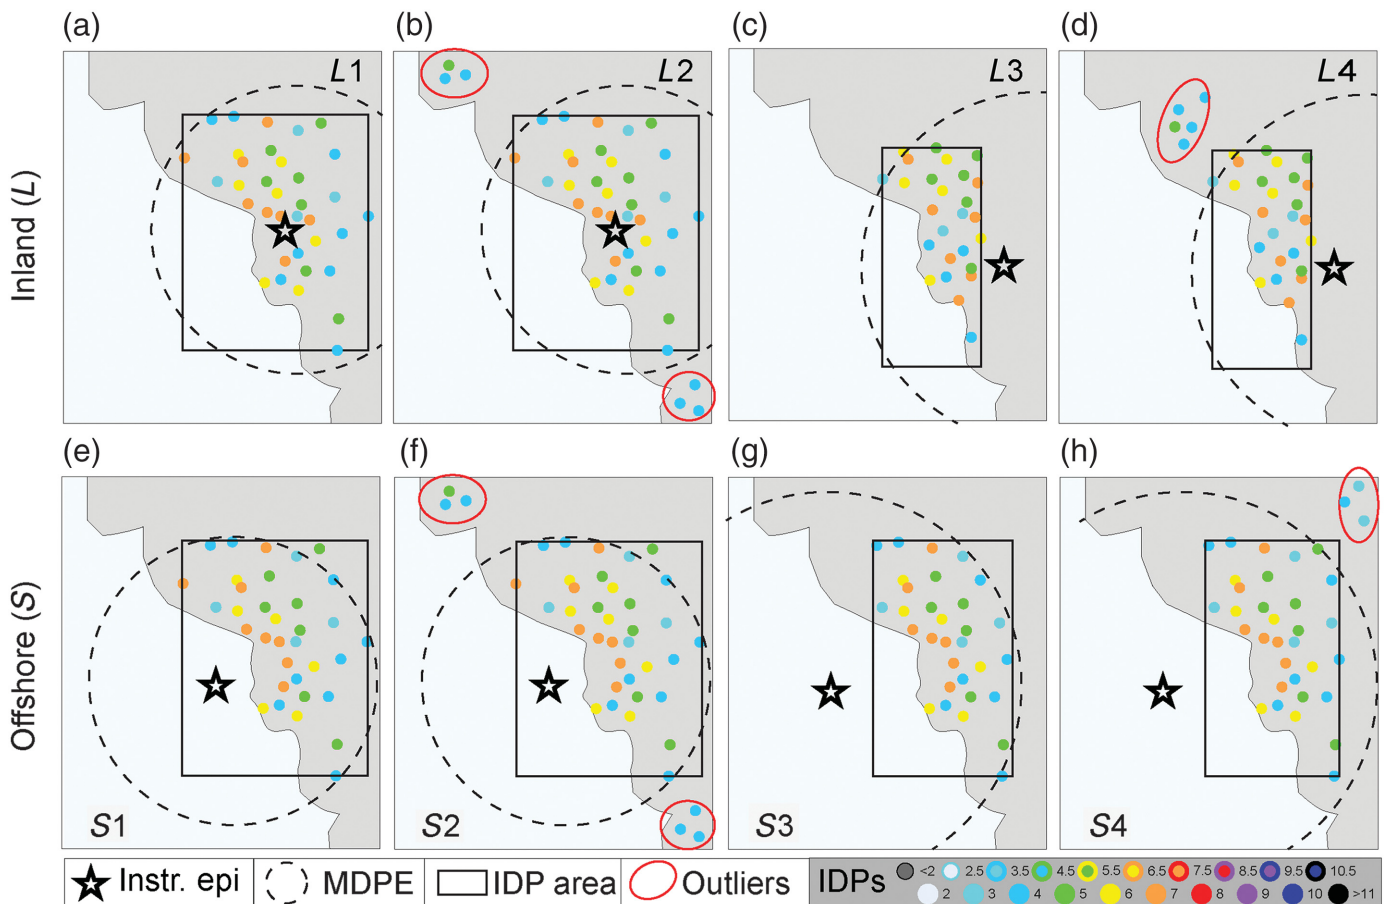 (a) (b) (c) (d)
L1 L2 L3 L4
Inland (L)
(e) (f) (g) (h)
Offshore (S)
S1 S2 S3 S4
Instr. epi MDPE IDP area Outliers IDPs
<2 2.5 3.5 4.5 5.5 6.5 7.5 8.5 9.5 10.5
2 3 4 5 6 7 8 9 10 >11